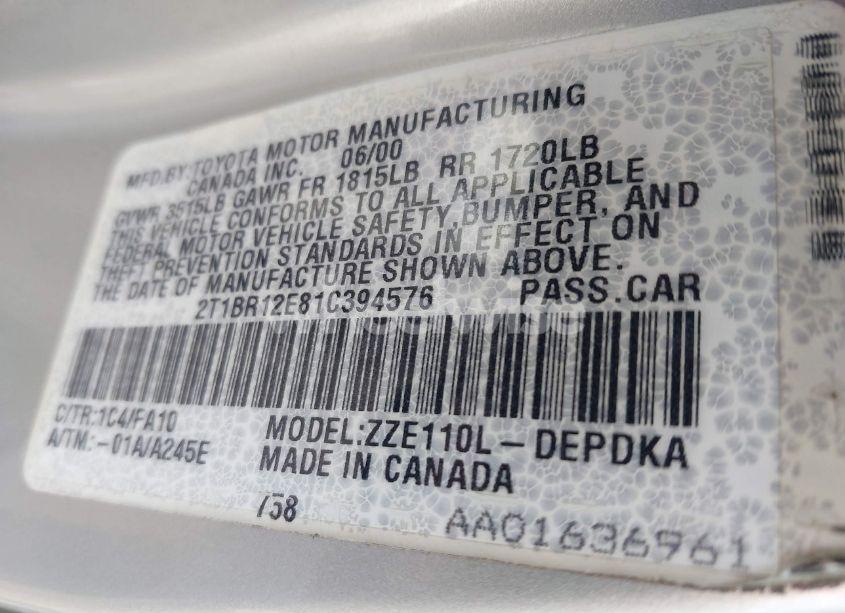 MFD.BY:TOYOTA MOTOR MANUFACTURING
CANADA INC. 06/00
GVWR 3515LB GAWR FR 1815LB RR 1720LB
THIS VEHICLE CONFORMS TO ALL APPLICABLE
FEDERAL MOTOR VEHICLE SAFETY,BUMPER, AND
THEFT PREVENTION STANDARDS IN EFFECT ON
THE DATE OF MANUFACTURE SHOWN ABOVE.
2T1BR12E81C394576 PASS.CAR
C/TR:1C4/FA10
A/TM:-01A/A245E
MODEL:ZZE110L-DEPDKA
MADE IN CANADA
758
AA01636961